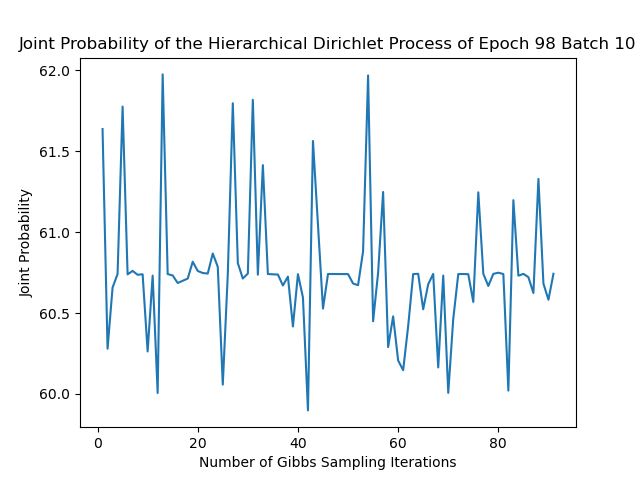 Joint Probability of the Hierarchical Dirichlet Process of Epoch 98 Batch 10
62.0
61.5
61.0
60.5
60.0
Joint Probability
0 20 40 60 80
Number of Gibbs Sampling Iterations